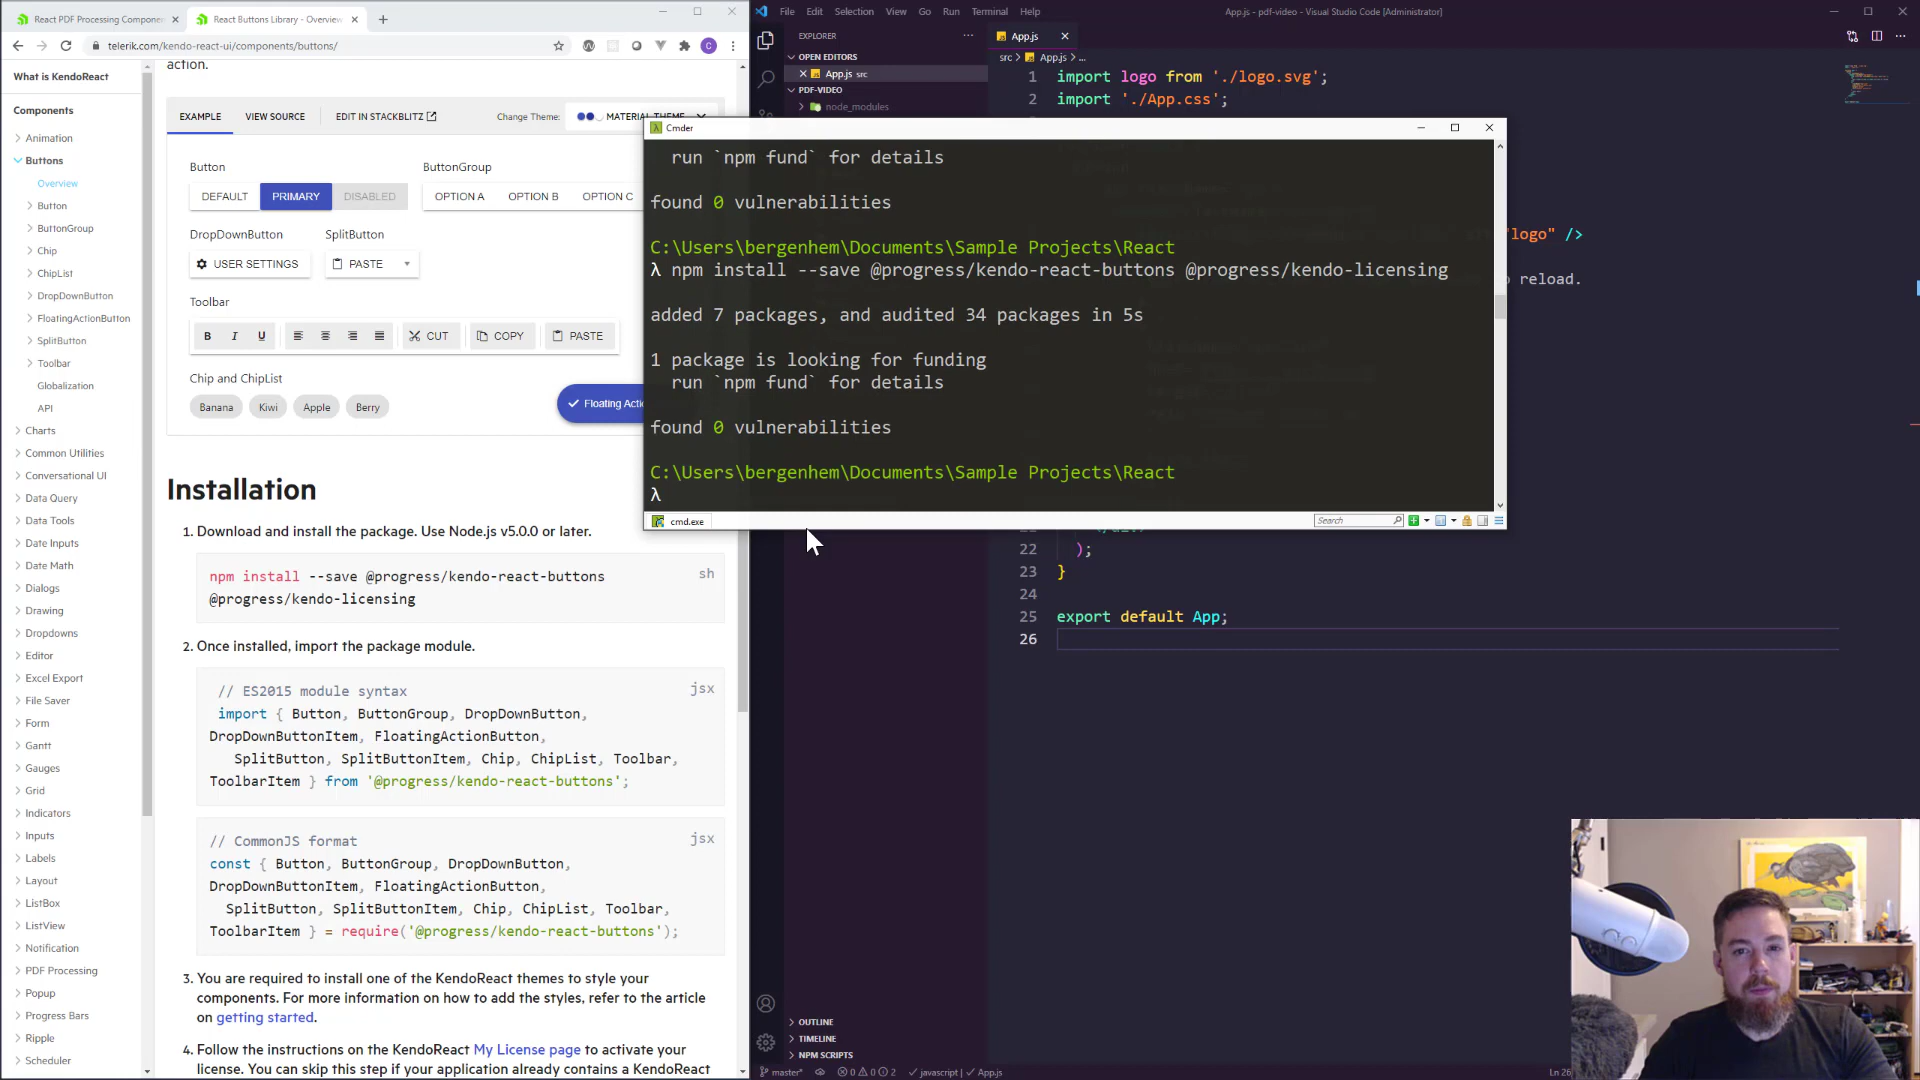 React PDF Processing Componen
React Buttons Library - Overview
telerik.com/kendo-react-ui/components/buttons/
What is KendoReact
Components
Animation
Buttons
Overview
Button
ButtonGroup
Chip
ChipList
DropDownButton
FloatingActionButton
SplitButton
Toolbar
Globalization
API
Charts
Common Utilities
Conversational UI
Data Query
Data Tools
Date Inputs
Date Math
Dialogs
Drawing
Dropdowns
Editor
Excel Export
File Saver
Form
Gantt
Gauges
Grid
Indicators
Inputs
Labels
Layout
ListBox
ListView
Notification
PDF Processing
Popup
Progress Bars
Ripple
Scheduler
action.
EXAMPLE
VIEW SOURCE
EDIT IN STACKBLITZ
Change Theme:
MATERIAL THEME
Button
DEFAULT
PRIMARY
DISABLED
ButtonGroup
OPTION A
OPTION B
OPTION C
DropDownButton
USER SETTINGS
SplitButton
PASTE
Toolbar
B
I
U
CUT
COPY
PASTE
Chip and ChipList
Banana
Kiwi
Apple
Berry
Floating Acti
Installation
1. Download and install the package. Use Node.js v5.0.0 or later.
npm install --save @progress/kendo-react-buttons
sh
@progress/kendo-licensing
2. Once installed, import the package module.
// ES2015 module syntax
jsx
import { Button, ButtonGroup, DropDownButton,
DropDownButtonItem, FloatingActionButton,
SplitButton, SplitButtonItem, Chip, ChipList, Toolbar,
ToolbarItem } from '@progress/kendo-react-buttons';
// CommonJS format
jsx
const { Button, ButtonGroup, DropDownButton,
DropDownButtonItem, FloatingActionButton,
SplitButton, SplitButtonItem, Chip, ChipList, Toolbar,
ToolbarItem } = require('@progress/kendo-react-buttons');
3. You are required to install one of the KendoReact themes to style your
components. For more information on how to add the styles, refer to the article
on getting started.
4. Follow the instructions on the KendoReact My License page to activate your
license. You can skip this step if your application already contains a KendoReact
Cmder
run `npm fund` for details
found 0 vulnerabilities
C:\Users\bergenhem\Documents\Sample Projects\React
λ npm install --save @progress/kendo-react-buttons @progress/kendo-licensing
added 7 packages, and audited 34 packages in 5s
1 package is looking for funding
run `npm fund` for details
found 0 vulnerabilities
C:\Users\bergenhem\Documents\Sample Projects\React
λ
cmd.exe
Search
File Edit Selection View Go Run Terminal Help
App.js - pdf-video - Visual Studio Code [Administrator]
EXPLORER
OPEN EDITORS
App.js src
PDF-VIDEO
node_modules
OUTLINE
TIMELINE
NPM SCRIPTS
App.js
src > App.js > ...
1 import logo from './logo.svg';
2 import './App.css';
"logo" />
o reload.
22 );
23 }
24
25 export default App;
26
master*
0 0 2
javascript
App.js
Ln 26